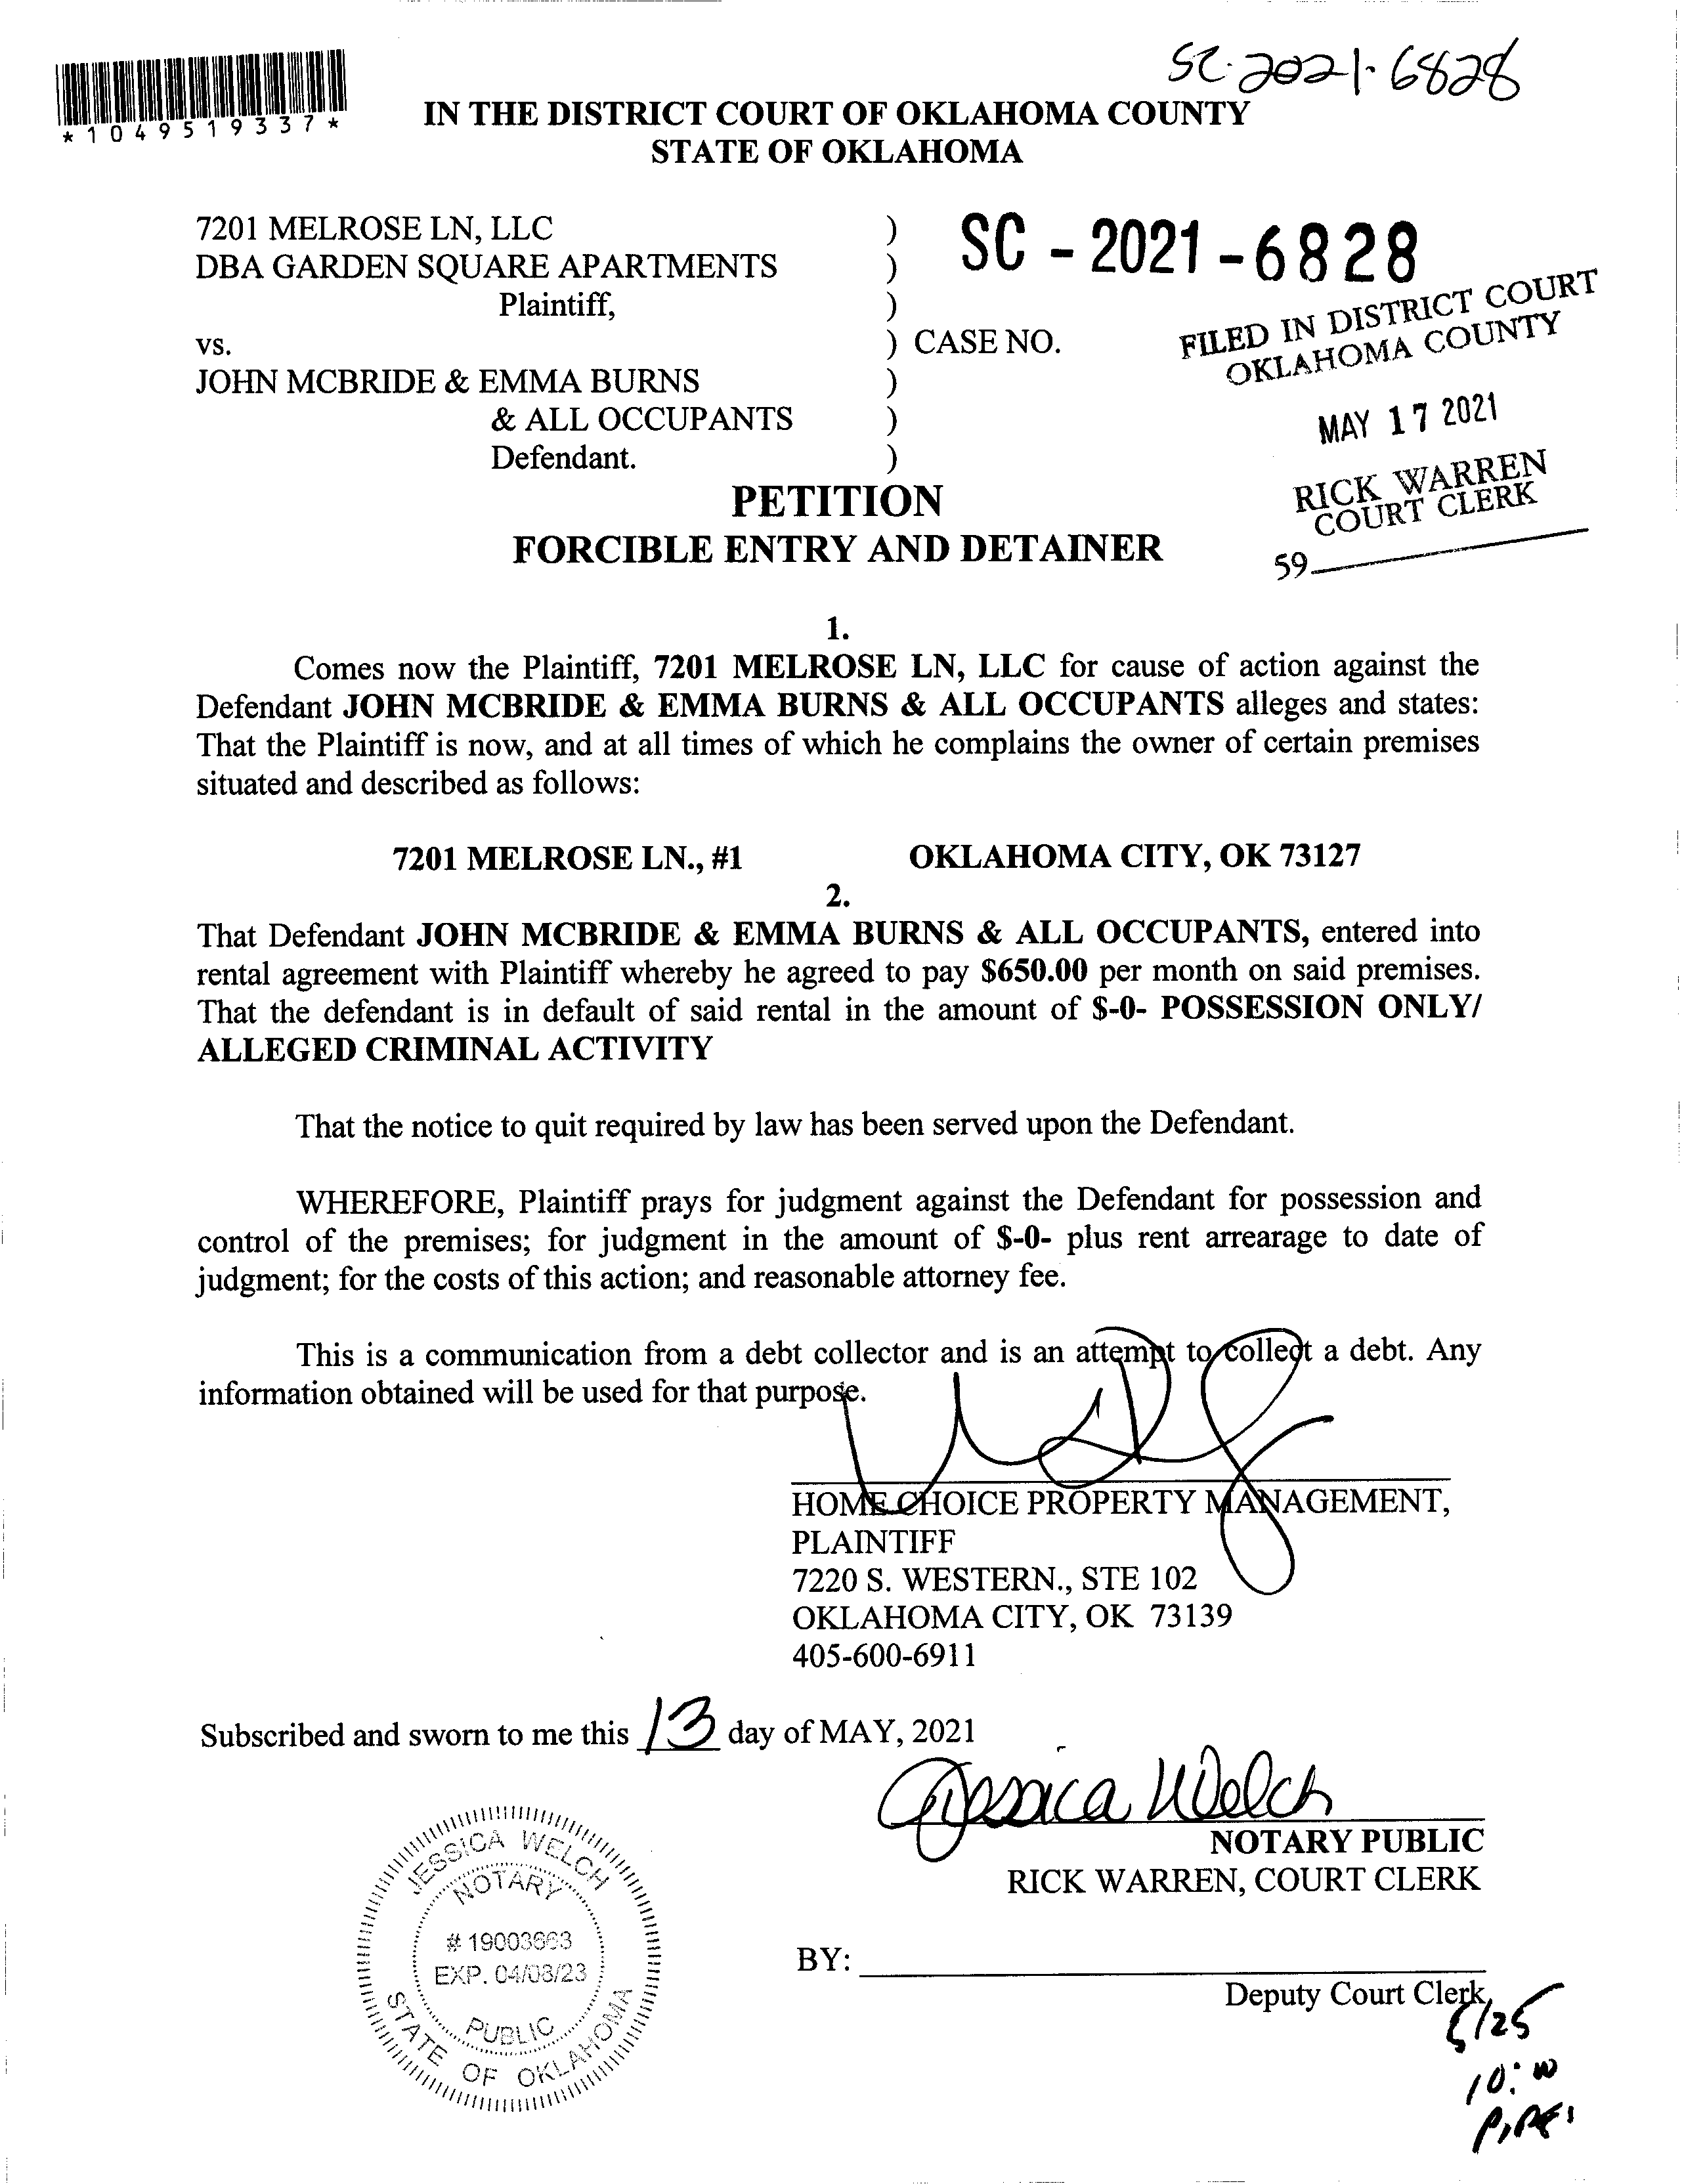 SC-2021-6828
*1049519337*
IN THE DISTRICT COURT OF OKLAHOMA COUNTY
STATE OF OKLAHOMA
7201 MELROSE LN, LLC )
DBA GARDEN SQUARE APARTMENTS )
Plaintiff, )
vs. ) CASE NO.
JOHN MCBRIDE & EMMA BURNS )
& ALL OCCUPANTS )
Defendant. )
SC - 2021 - 6828
FILED IN DISTRICT COURT
OKLAHOMA COUNTY
MAY 17 2021
RICK WARREN
COURT CLERK
59
PETITION
FORCIBLE ENTRY AND DETAINER
1.
Comes now the Plaintiff, 7201 MELROSE LN, LLC for cause of action against the
Defendant JOHN MCBRIDE & EMMA BURNS & ALL OCCUPANTS alleges and states:
That the Plaintiff is now, and at all times of which he complains the owner of certain premises
situated and described as follows:
7201 MELROSE LN., #1 OKLAHOMA CITY, OK 73127
2.
That Defendant JOHN MCBRIDE & EMMA BURNS & ALL OCCUPANTS, entered into
rental agreement with Plaintiff whereby he agreed to pay $650.00 per month on said premises.
That the defendant is in default of said rental in the amount of $-0- POSSESSION ONLY/
ALLEGED CRIMINAL ACTIVITY
That the notice to quit required by law has been served upon the Defendant.
WHEREFORE, Plaintiff prays for judgment against the Defendant for possession and
control of the premises; for judgment in the amount of $-0- plus rent arrearage to date of
judgment; for the costs of this action; and reasonable attorney fee.
This is a communication from a debt collector and is an attempt to collect a debt. Any
information obtained will be used for that purpose.
HOME CHOICE PROPERTY MANAGEMENT,
PLAINTIFF
7220 S. WESTERN., STE 102
OKLAHOMA CITY, OK 73139
405-600-6911
Subscribed and sworn to me this 13 day of MAY, 2021
Jessica Welch
NOTARY PUBLIC
RICK WARREN, COURT CLERK
JESSICA WELCH
NOTARY
EXP. 04/03/23
PUBLIC
STATE OF OKLAHOMA
BY:
Deputy Court Clerk
5/25